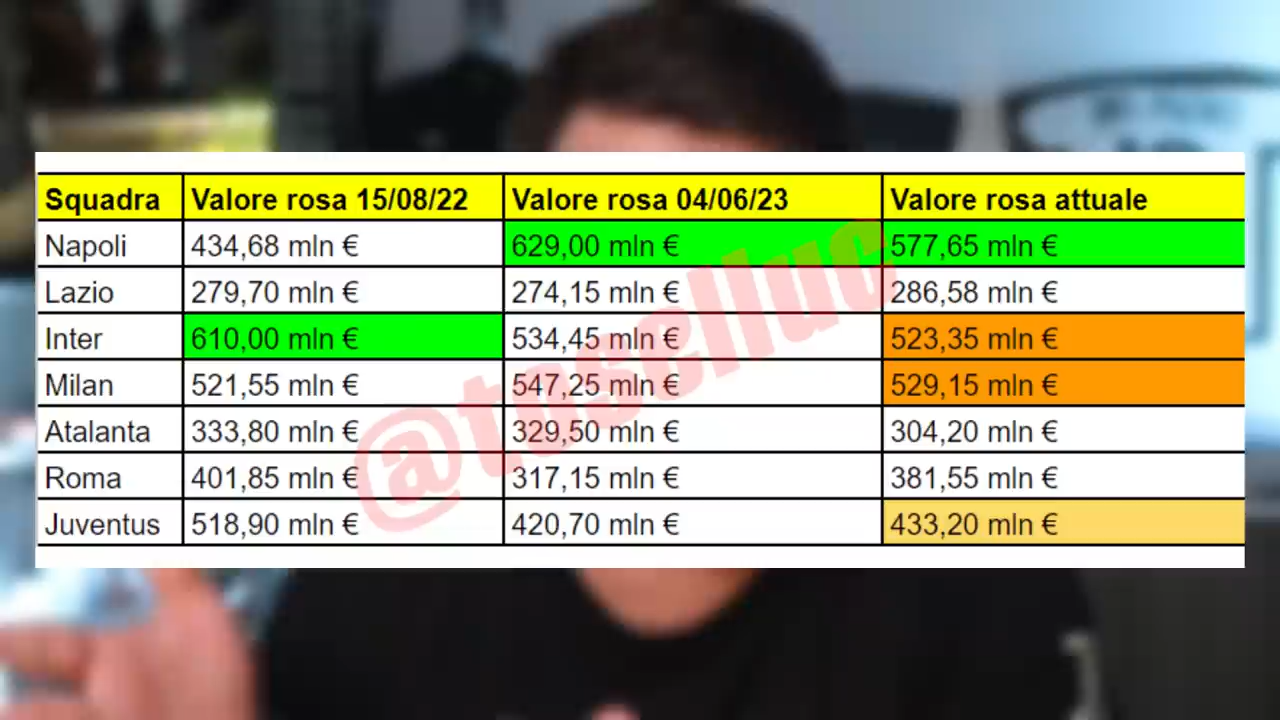 Squadra Valore rosa 15/08/22 Valore rosa 04/06/23 Valore rosa attuale
Napoli 434,68 mln € 629,00 mln € 577,65 mln €
Lazio 279,70 mln € 274,15 mln € 286,58 mln €
Inter 610,00 mln € 534,45 mln € 523,35 mln €
Milan 521,55 mln € 547,25 mln € 529,15 mln €
Atalanta 333,80 mln € 329,50 mln € 304,20 mln €
Roma 401,85 mln € 317,15 mln € 381,55 mln €
Juventus 518,90 mln € 420,70 mln € 433,20 mln €
@toselluc